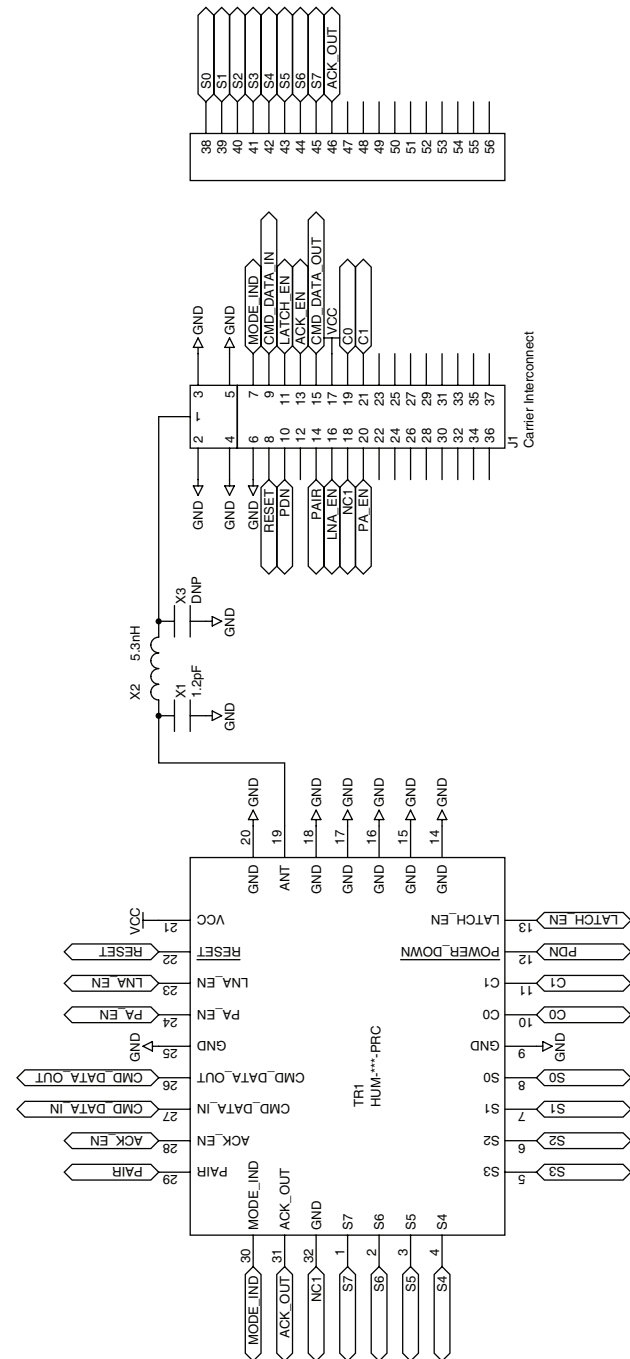 38 S0
39 S1
40 S2
41 S3
42 S4
43 S5
44 S6
45 S7
46 ACK_OUT
47
48
49
50
51
52
53
54
55
56
GND 2 3 GND
1
GND 4 5 GND
GND 6 7 MODE_IND
RESET 8 9 CMD_DATA_IN
PDN 10 11 LATCH_EN
12 13 ACK_EN
PAIR 14 15 CMD_DATA_OUT
LNA_EN 16 17 VCC
NC1 18 19 C0
PA_EN 20 21 C1
22 23
24 25
26 27
28 29
30 31
32 33
34 35
36 37
J1
Carrier Interconnect
X2
5.3nH
X1
1.2pF
GND
X3
DNP
GND
GND 20 GND
ANT 19
GND 18 GND
GND 17 GND
GND 16 GND
GND 15 GND
GND 14 GND
VCC 21 VCC
RESET 22 RESET
LNA_EN 23 LNA_EN
PA_EN 24 PA_EN
GND 25 GND
CMD_DATA_OUT 26 CMD_DATA_OUT
CMD_DATA_IN 27 CMD_DATA_IN
ACK_EN 28 ACK_EN
PAIR 29 PAIR
TR1
HUM-***-PRC
LATCH_EN 13 LATCH_EN
POWER_DOWN 12 PDN
C1 11 C1
C0 10 C0
GND 9 GND
S0 8 S0
S1 7 S1
S2 6 S2
S3 5 S3
MODE_IND 30 MODE_IND
ACK_OUT 31 ACK_OUT
NC1 32 GND
S7 1 S7
S6 2 S6
S5 3 S5
S4 4 S4